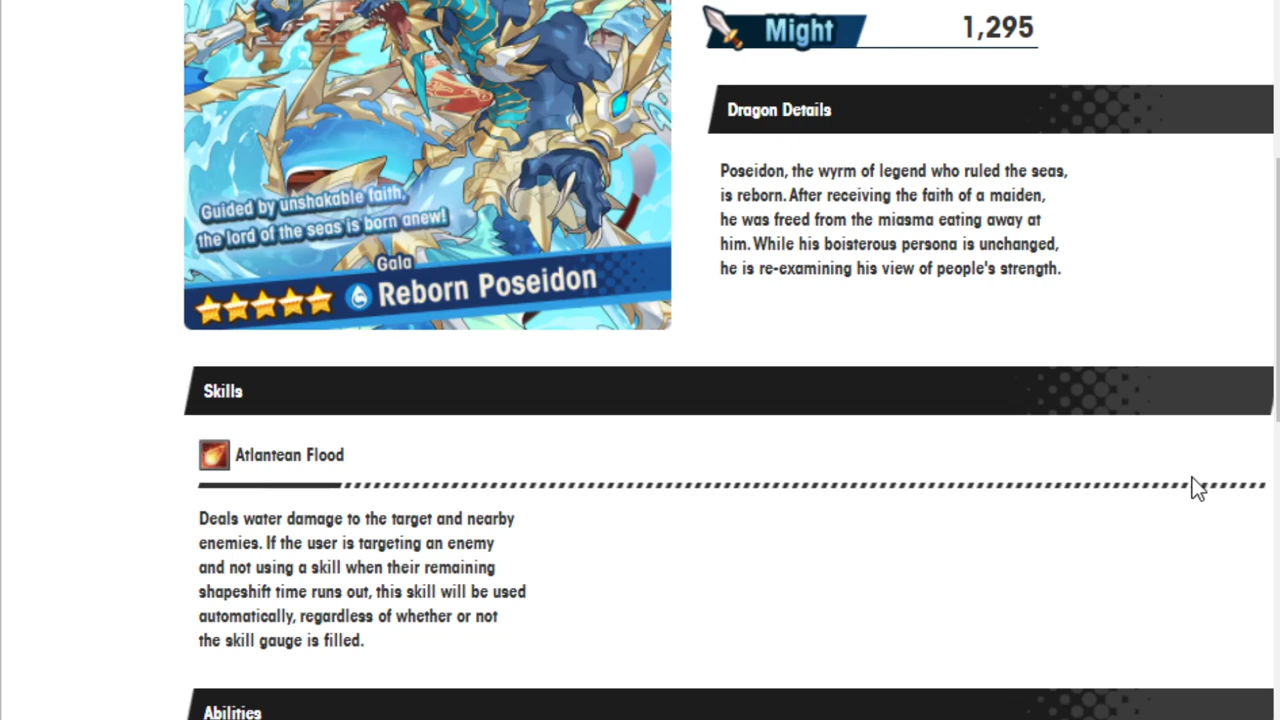 Might 1,295
Dragon Details
Poseidon, the wyrm of legend who ruled the seas,
is reborn. After receiving the faith of a maiden,
he was freed from the miasma eating away at
him. While his boisterous persona is unchanged,
he is re-examining his view of people's strength.
Guided by unshakable faith,
the lord of the seas is born anew!
Gala
Reborn Poseidon
Skills
Atlantean Flood
Deals water damage to the target and nearby
enemies. If the user is targeting an enemy
and not using a skill when their remaining
shapeshift time runs out, this skill will be used
automatically, regardless of whether or not
the skill gauge is filled.
Abilities